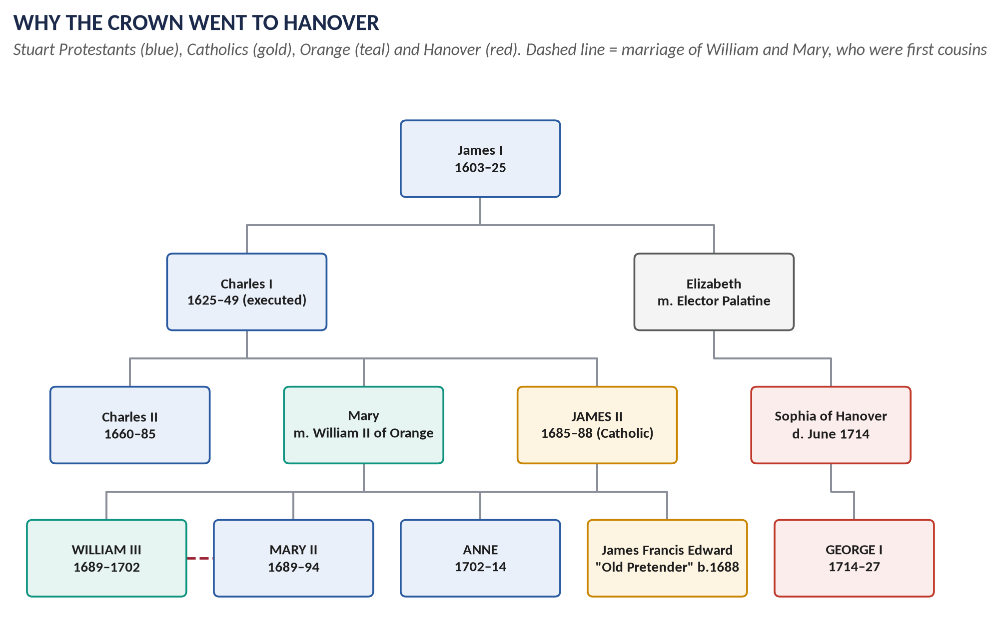 WHY THE CROWN WENT TO HANOVER
Stuart Protestants (blue), Catholics (gold), Orange (teal) and Hanover (red). Dashed line = marriage of William and Mary, who were first cousins
James I
1603–25
Charles I
1625–49 (executed)
Elizabeth
m. Elector Palatine
Charles II
1660–85
Mary
m. William II of Orange
JAMES II
1685–88 (Catholic)
Sophia of Hanover
d. June 1714
WILLIAM III
1689–1702
MARY II
1689–94
ANNE
1702–14
James Francis Edward
"Old Pretender" b.1688
GEORGE I
1714–27